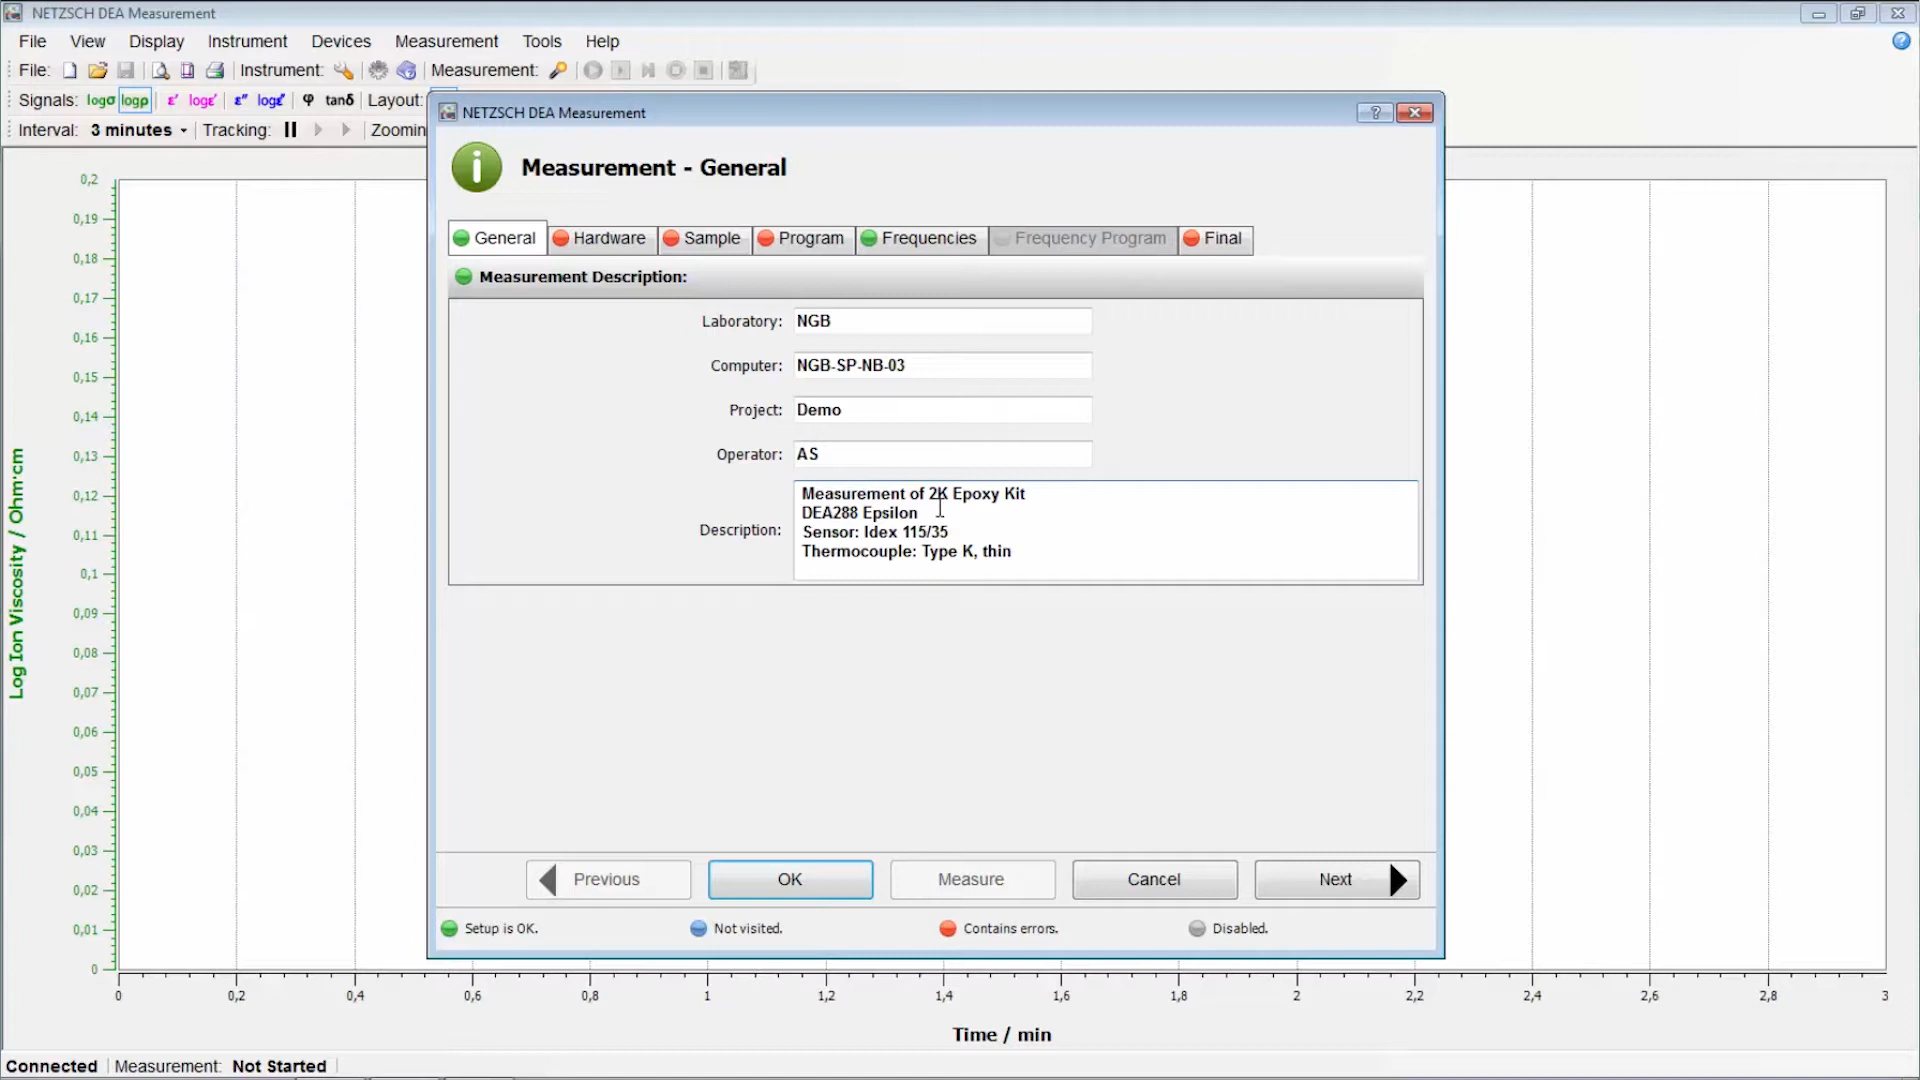 NETZSCH DEA Measurement
File View Display Instrument Devices Measurement Tools Help
File: Instrument: Measurement:
Signals: logσ logρ ε' logε' ε" logε" φ tanδ Layout:
Interval: 3 minutes Tracking: Zoomin
NETZSCH DEA Measurement
Measurement - General
General Hardware Sample Program Frequencies Frequency Program Final
Measurement Description:
Laboratory: NGB
Computer: NGB-SP-NB-03
Project: Demo
Operator: AS
Description:
Measurement of 2K Epoxy Kit
DEA288 Epsilon
Sensor: Idex 115/35
Thermocouple: Type K, thin
Previous OK Measure Cancel Next
Setup is OK. Not visited. Contains errors. Disabled.
Log Ion Viscosity / Ohm·cm
0,2
0,19
0,18
0,17
0,16
0,15
0,14
0,13
0,12
0,11
0,1
0,09
0,08
0,07
0,06
0,05
0,04
0,03
0,02
0,01
0
0 0,2 0,4 0,6 0,8 1 1,2 1,4 1,6 1,8 2 2,2 2,4 2,6 2,8 3
Time / min
Connected Measurement: Not Started